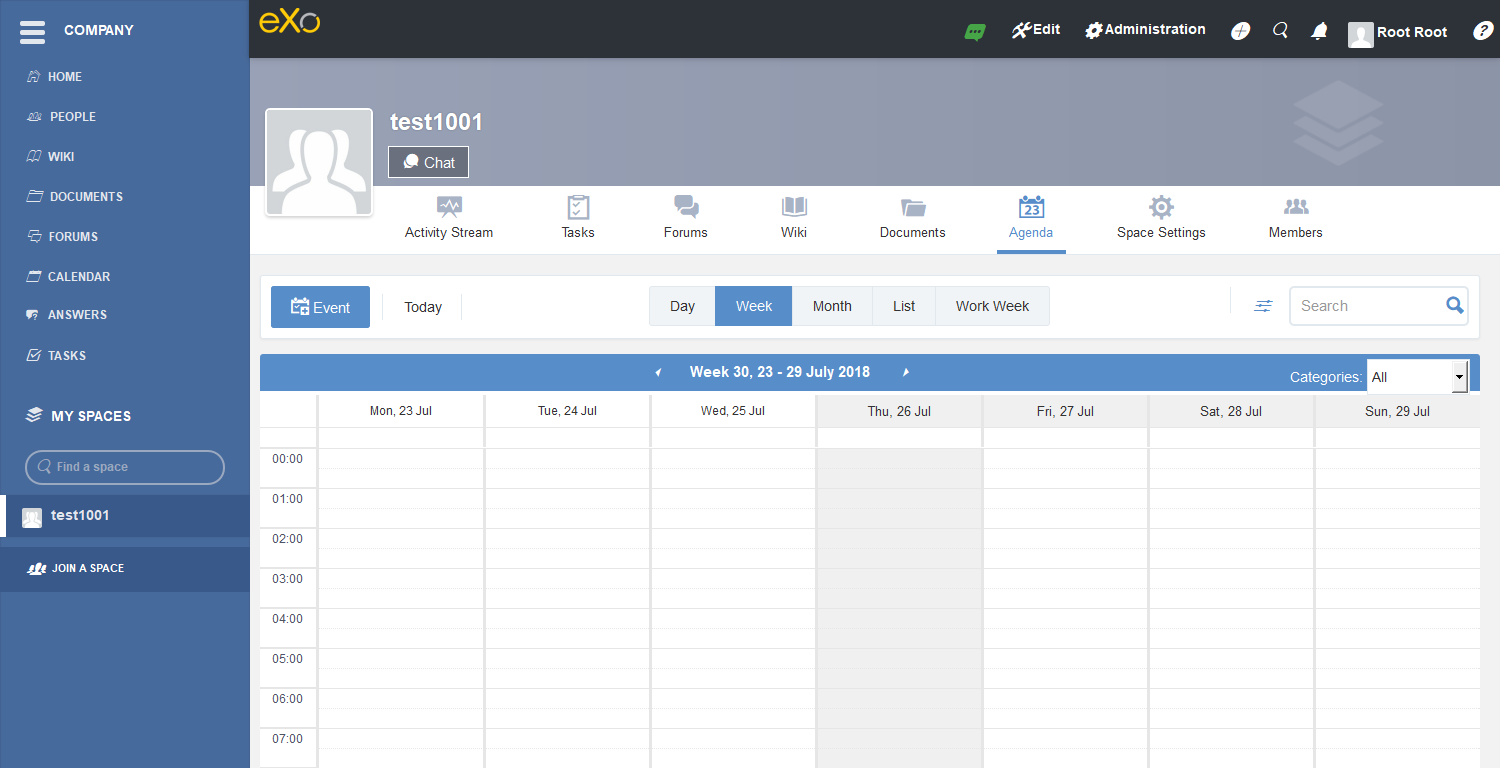 COMPANY
HOME
PEOPLE
WIKI
DOCUMENTS
FORUMS
CALENDAR
ANSWERS
TASKS
MY SPACES
Find a space
test1001
JOIN A SPACE
eXo
Edit
Administration
Root Root
?
test1001
Chat
Activity Stream
Tasks
Forums
Wiki
Documents
23
Agenda
Space Settings
Members
Event
Today
Day
Week
Month
List
Work Week
Search
Week 30, 23 - 29 July 2018
Categories: All
Mon, 23 Jul
Tue, 24 Jul
Wed, 25 Jul
Thu, 26 Jul
Fri, 27 Jul
Sat, 28 Jul
Sun, 29 Jul
00:00
01:00
02:00
03:00
04:00
05:00
06:00
07:00